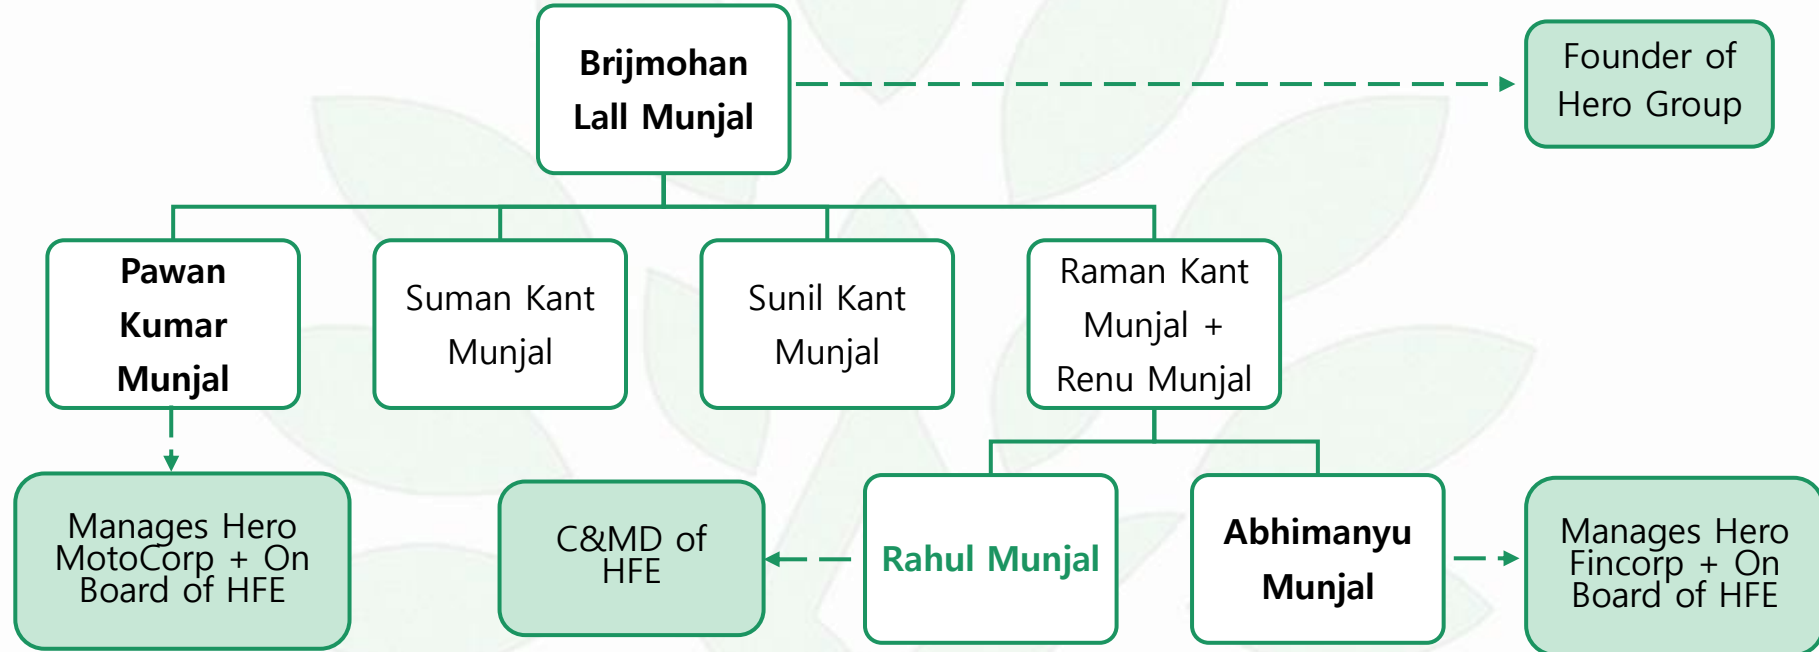 Brijmohan
Lall Munjal
Founder of
Hero Group
Pawan
Kumar
Munjal
Suman Kant
Munjal
Sunil Kant
Munjal
Raman Kant
Munjal +
Renu Munjal
Manages Hero
MotoCorp + On
Board of HFE
C&MD of
HFE
Rahul Munjal
Abhimanyu
Munjal
Manages Hero
Fincorp + On
Board of HFE